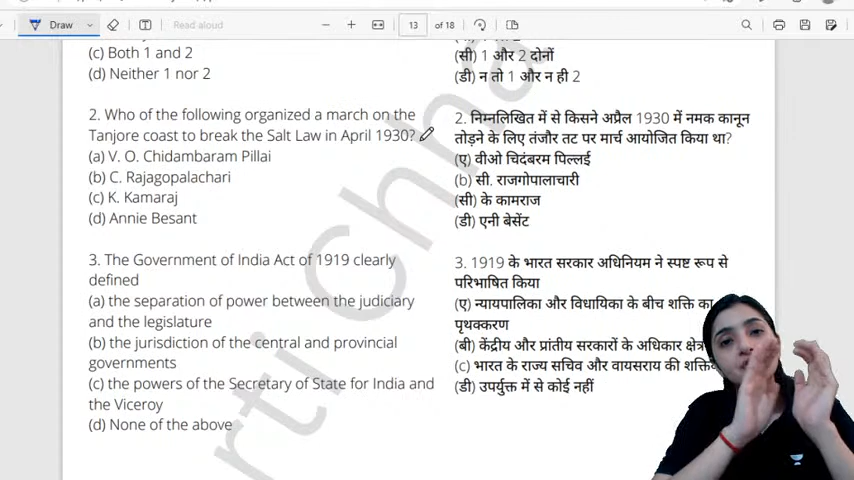 Draw
Read aloud
13
of 18
(c) Both 1 and 2
(d) Neither 1 nor 2
2. Who of the following organized a march on the
Tanjore coast to break the Salt Law in April 1930?
(a) V. O. Chidambaram Pillai
(b) C. Rajagopalachari
(c) K. Kamaraj
(d) Annie Besant
3. The Government of India Act of 1919 clearly
defined
(a) the separation of power between the judiciary
and the legislature
(b) the jurisdiction of the central and provincial
governments
(c) the powers of the Secretary of State for India and
the Viceroy
(d) None of the above
(सी) 1 और 2 दोनों
(डी) न तो 1 और न ही 2
2. निम्नलिखित में से किसने अप्रैल 1930 में नमक कानून
तोड़ने के लिए तंजौर तट पर मार्च आयोजित किया था?
(ए) वीओ चिदंबरम पिल्लई
(b) सी. राजगोपालाचारी
(सी) के कामराज
(डी) एनी बेसेंट
3. 1919 के भारत सरकार अधिनियम ने स्पष्ट रूप से
परिभाषित किया
(ए) न्यायपालिका और विधायिका के बीच शक्ति का
पृथक्करण
(बी) केंद्रीय और प्रांतीय सरकारों के अधिकार
(c) भारत के राज्य सचिव और वायसराय की
(डी) उपर्युक्त में से कोई नहीं